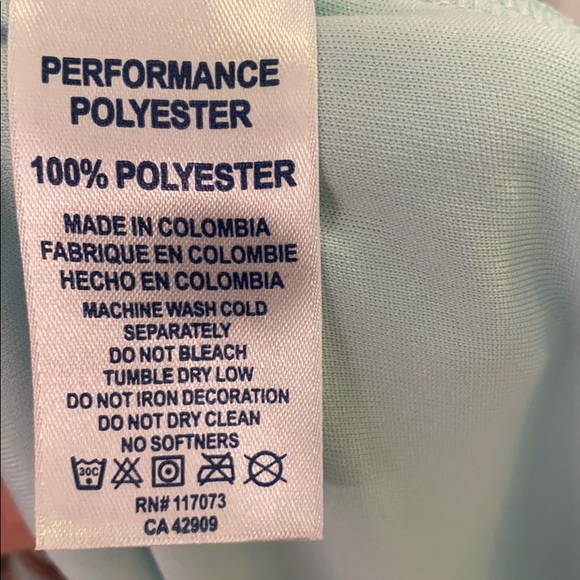 PERFORMANCE
POLYESTER
100% POLYESTER
MADE IN COLOMBIA
FABRIQUE EN COLOMBIE
HECHO EN COLOMBIA
MACHINE WASH COLD
SEPARATELY
DO NOT BLEACH
TUMBLE DRY LOW
DO NOT IRON DECORATION
DO NOT DRY CLEAN
NO SOFTNERS
30C
RN# 117073
CA 42909